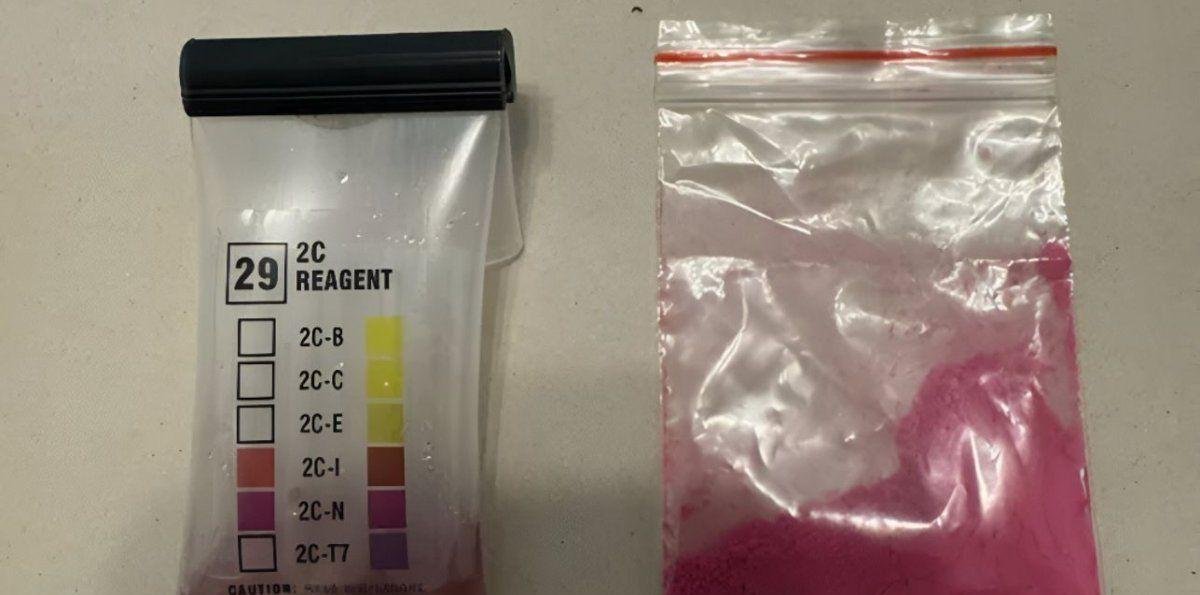 29
2C
REAGENT
2C-B
2C-C
2C-E
2C-I
2C-N
2C-T7
CAUTION: